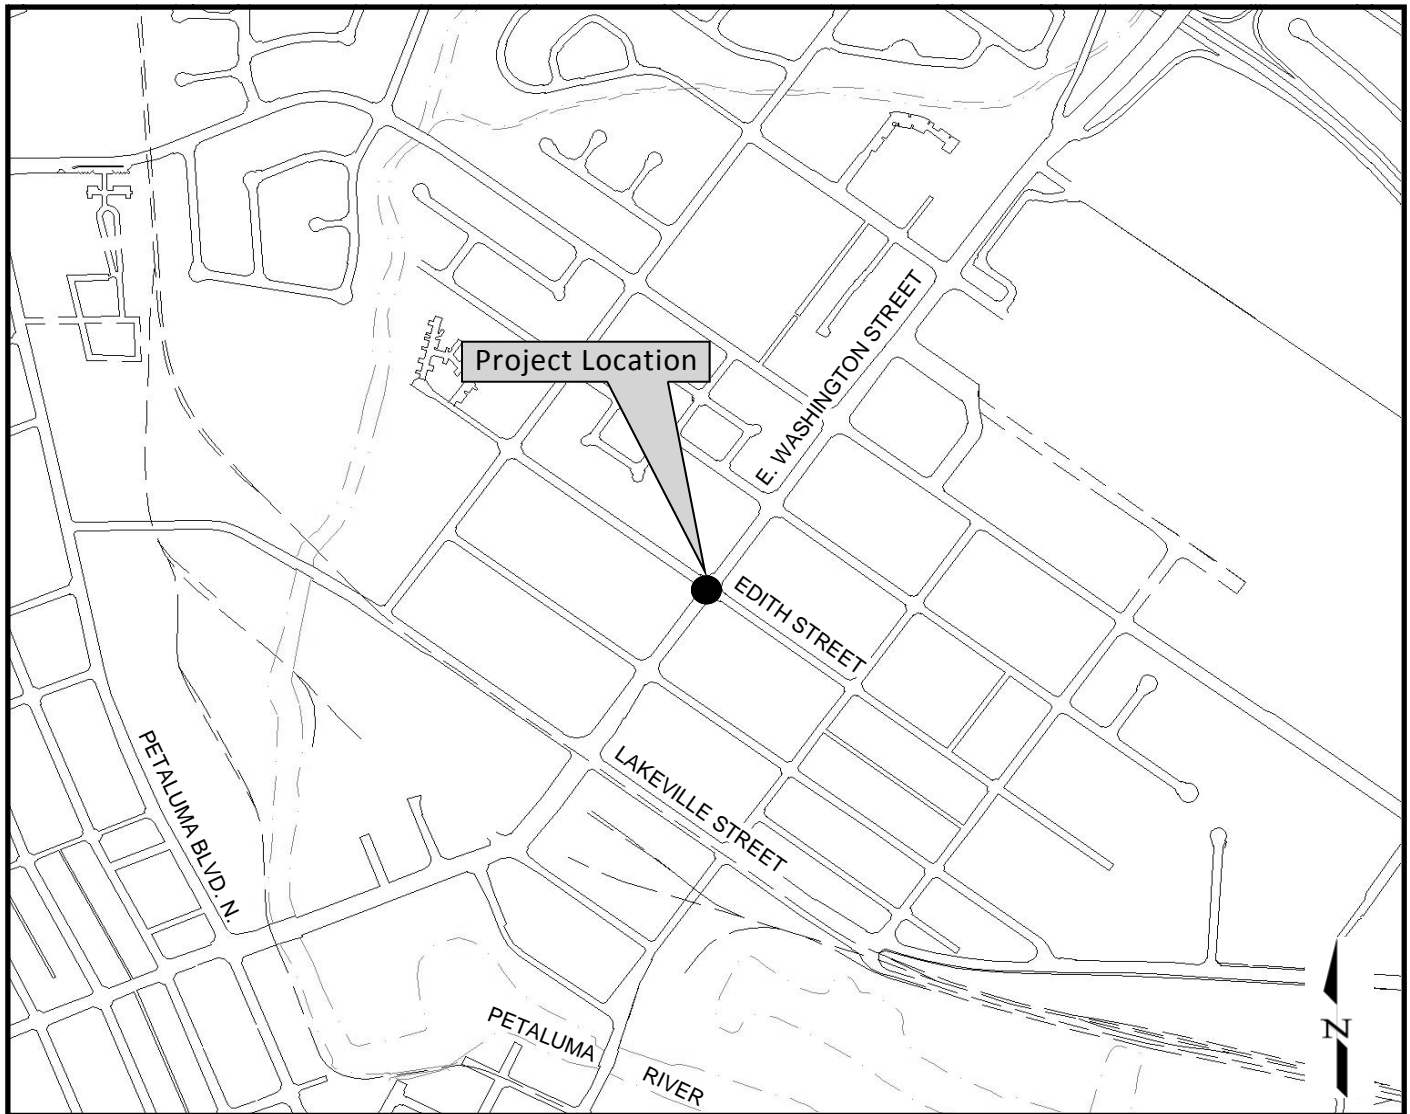 E. WASHINGTON STREET
Project Location
EDITH STREET
PETALUMA BLVD. N.
LAKEVILLE STREET
PETALUMA
RIVER
N